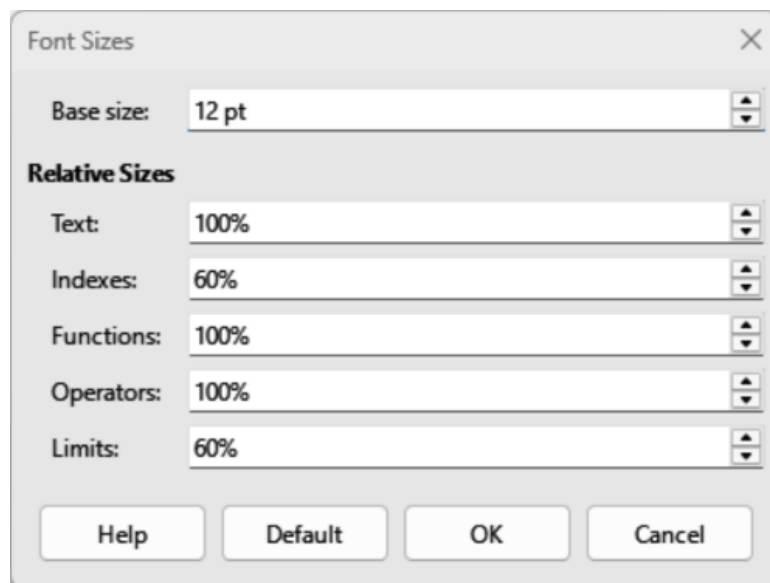 Font Sizes
Base size: 12 pt
Relative Sizes
Text: 100%
Indexes: 60%
Functions: 100%
Operators: 100%
Limits: 60%
Help Default OK Cancel